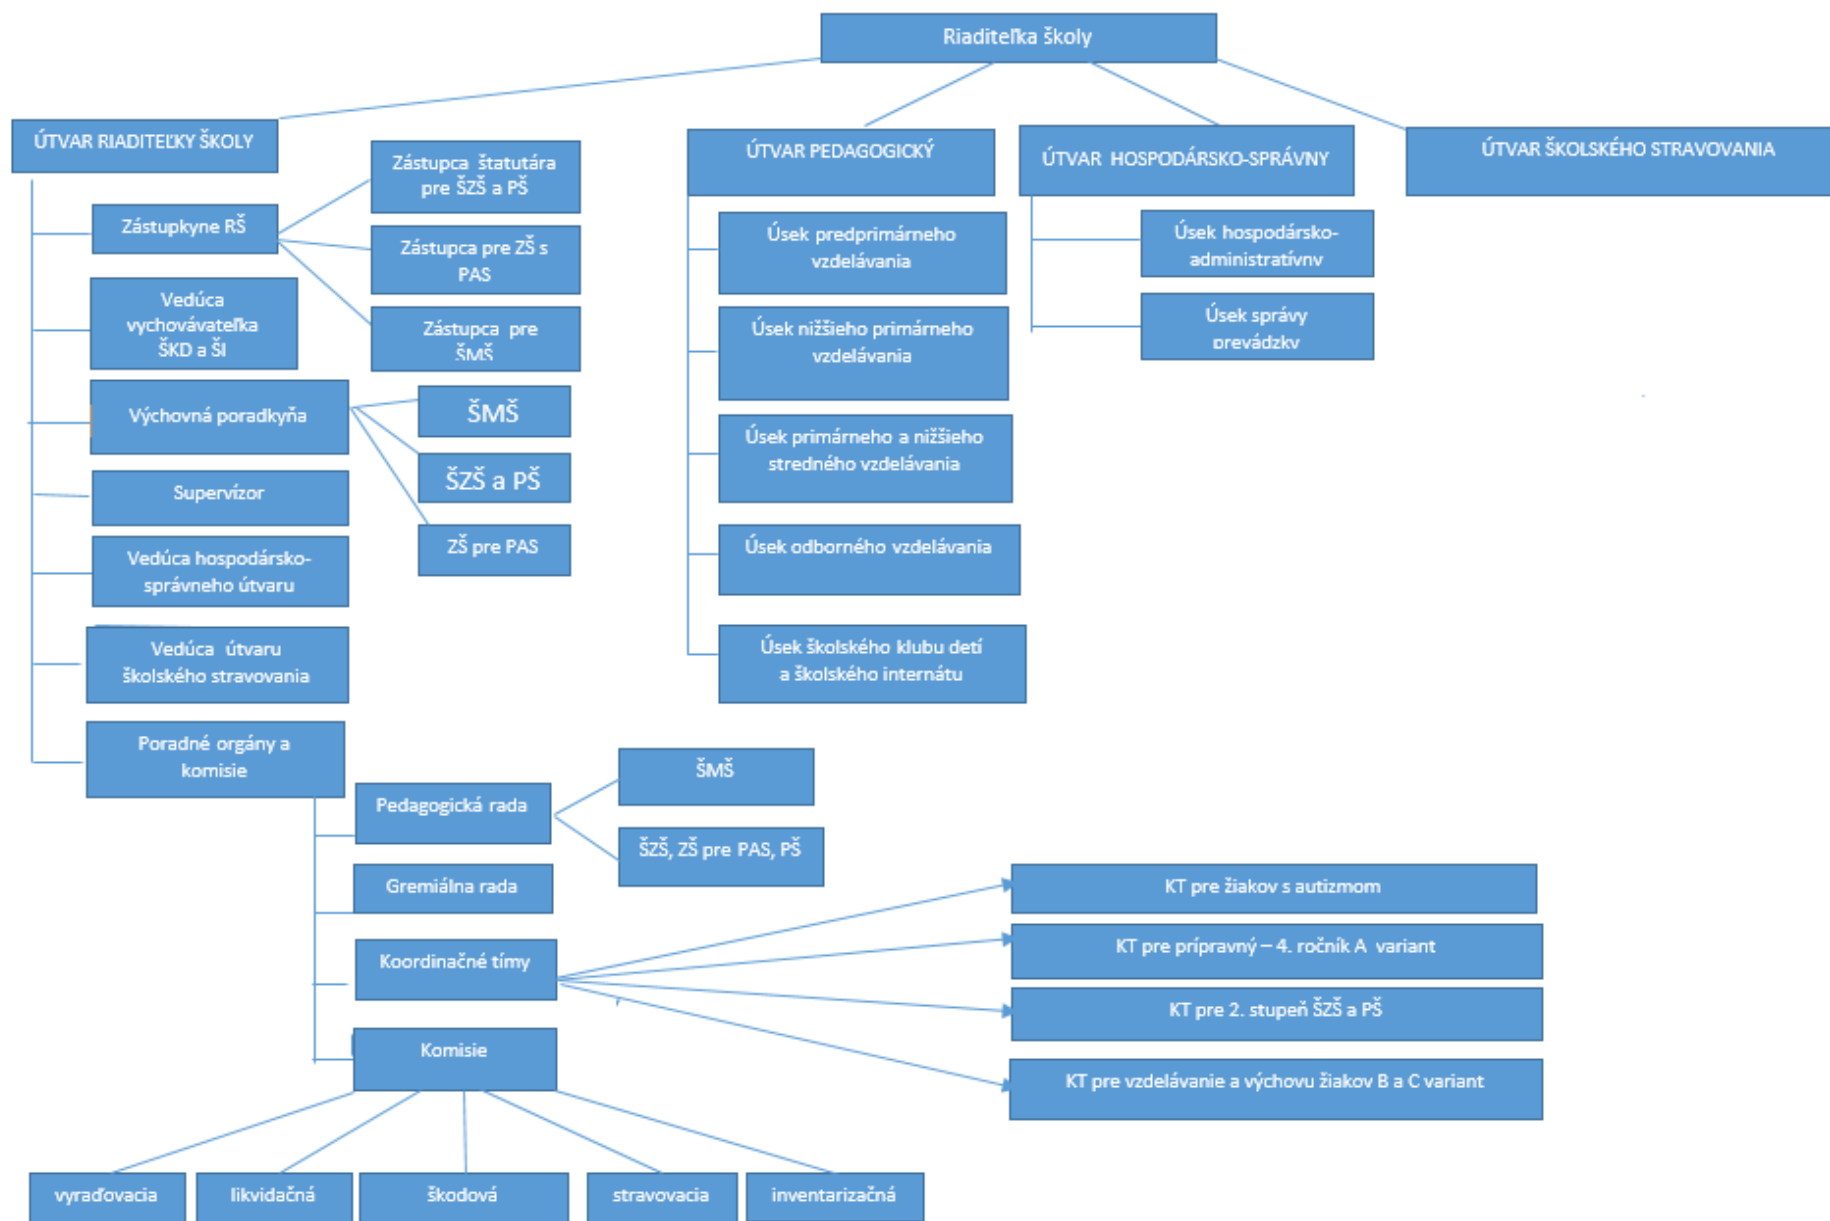 Riaditeľka školy
ÚTVAR RIADITEĽKY ŠKOLY
ÚTVAR PEDAGOGICKÝ
ÚTVAR HOSPODÁRSKO-SPRÁVNY
ÚTVAR ŠKOLSKÉHO STRAVOVANIA
Zástupkyne RŠ
Zástupca štatutára
pre ŠZŠ a PŠ
Zástupca pre ZŠ s
PAS
Zástupca pre
ŠMŠ
Vedúca
vychovávateľka
ŠKD a ŠI
Výchovná poradkyňa
ŠMŠ
ŠZŠ a PŠ
ZŠ pre PAS
Supervízor
Vedúca hospodársko-
správneho útvaru
Vedúca útvaru
školského stravovania
Poradné orgány a
komisie
Úsek predprimárneho
vzdelávania
Úsek nižšieho primárneho
vzdelávania
Úsek primárneho a nižšieho
stredného vzdelávania
Úsek odborného vzdelávania
Úsek školského klubu detí
a školského internátu
Úsek hospodársko-
administratívny
Úsek správy
prevádzky
Pedagogická rada
ŠMŠ
ŠZŠ, ZŠ pre PAS, PŠ
Gremiálna rada
Koordinačné tímy
KT pre žiakov s autizmom
KT pre prípravný – 4. ročník A variant
KT pre 2. stupeň ŠZŠ a PŠ
KT pre vzdelávanie a výchovu žiakov B a C variant
Komisie
vyraďovacia
likvidačná
škodová
stravovacia
inventarizačná